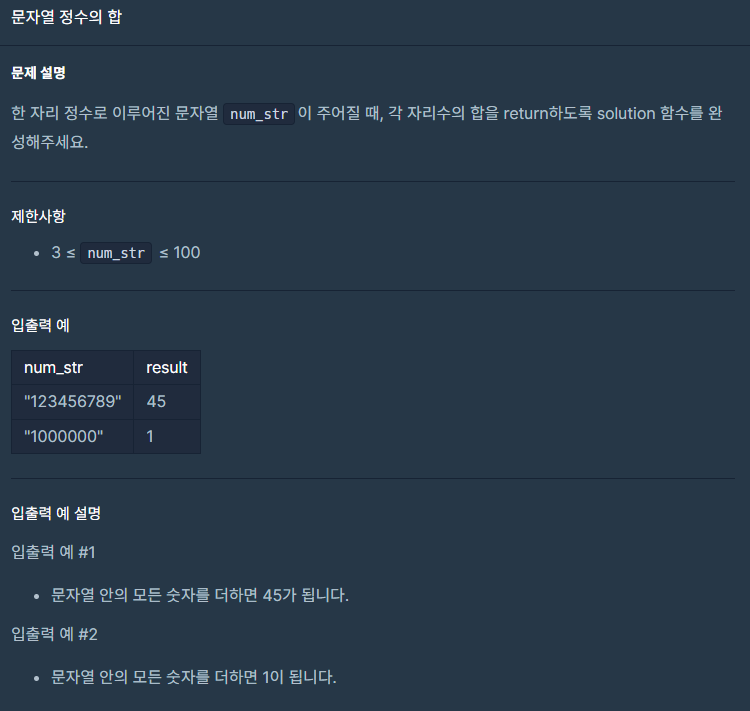 문자열 정수의 합
문제 설명
한 자리 정수로 이루어진 문자열 num_str 이 주어질 때, 각 자리수의 합을 return하도록 solution 함수를 완
성해주세요.
제한사항
• 3 ≤ num_str ≤ 100
입출력 예
num_str result
"123456789" 45
"1000000" 1
입출력 예 설명
입출력 예 #1
• 문자열 안의 모든 숫자를 더하면 45가 됩니다.
입출력 예 #2
• 문자열 안의 모든 숫자를 더하면 1이 됩니다.